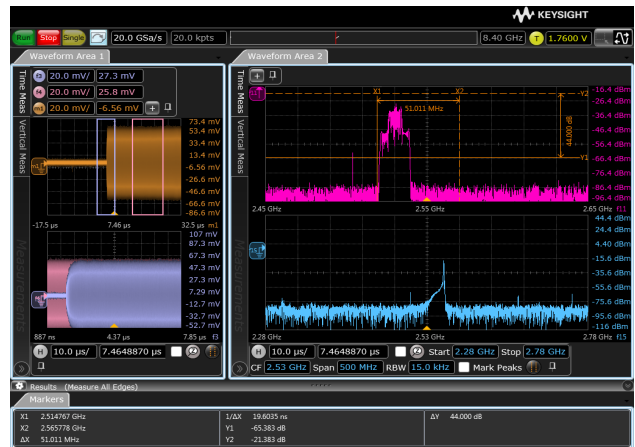 KEYSIGHT
Run Stop Single 20.0 GSa/s 20.0 kpts 8.40 GHz T 1.7600 V
Waveform Area 1
Waveform Area 2
Time Meas
Vertical Meas
Measurements
f3 20.0 mV/ 27.3 mV
f4 20.0 mV/ 25.8 mV
m1 20.0 mV/ -6.56 mV
73.4 mV
53.4 mV
33.4 mV
13.4 mV
-6.56 mV
-26.6 mV
-46.6 mV
-66.6 mV
-86.6 mV
-17.5 µs 7.46 µs 32.5 µs m1
107 mV
87.3 mV
67.3 mV
47.3 mV
27.3 mV
7.29 mV
-12.7 mV
-32.7 mV
-52.7 mV
887 ns 4.37 µs 7.85 µs f3
H 10.0 µs/ 7.4648870 µs
Time Meas
Vertical Meas
Measurements
X1 X2
51.011 MHz
44.000 dB
Y2
Y1
-16.4 dBm
-26.4 dBm
-36.4 dBm
-46.4 dBm
-56.4 dBm
-66.4 dBm
-76.4 dBm
-86.4 dBm
-96.4 dBm
2.45 GHz 2.55 GHz 2.65 GHz f11
44.4 dBm
24.4 dBm
4.40 dBm
-15.6 dBm
-35.6 dBm
-55.6 dBm
-75.6 dBm
-95.6 dBm
-116 dBm
2.28 GHz 2.53 GHz 2.78 GHz f15
H 10.0 µs/ 7.4648870 µs Start 2.28 GHz Stop 2.78 GHz
CF 2.53 GHz Span 500 MHz RBW 15.0 kHz Mark Peaks
Results (Measure All Edges)
Markers
X1 2.514767 GHz 1/ΔX 19.6035 ns ΔY 44.000 dB
X2 2.565778 GHz Y1 -65.383 dB
ΔX 51.011 MHz Y2 -21.383 dB